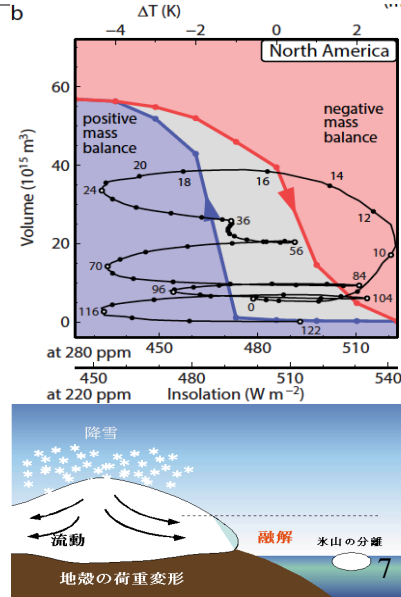 b
ΔT (K)
−4 −2 0 2
North America
positive
mass
balance
negative
mass
balance
Volume (10¹⁵ m³)
60
40
20
0
20
18
16
14
24
12
36
10
56
70
84
96
104
0
116
122
at 280 ppm
450 480 510
450 480 510 540
at 220 ppm
Insolation (W m⁻²)
降雪
流動
融解
氷山の分離
地殻の荷重変形
7